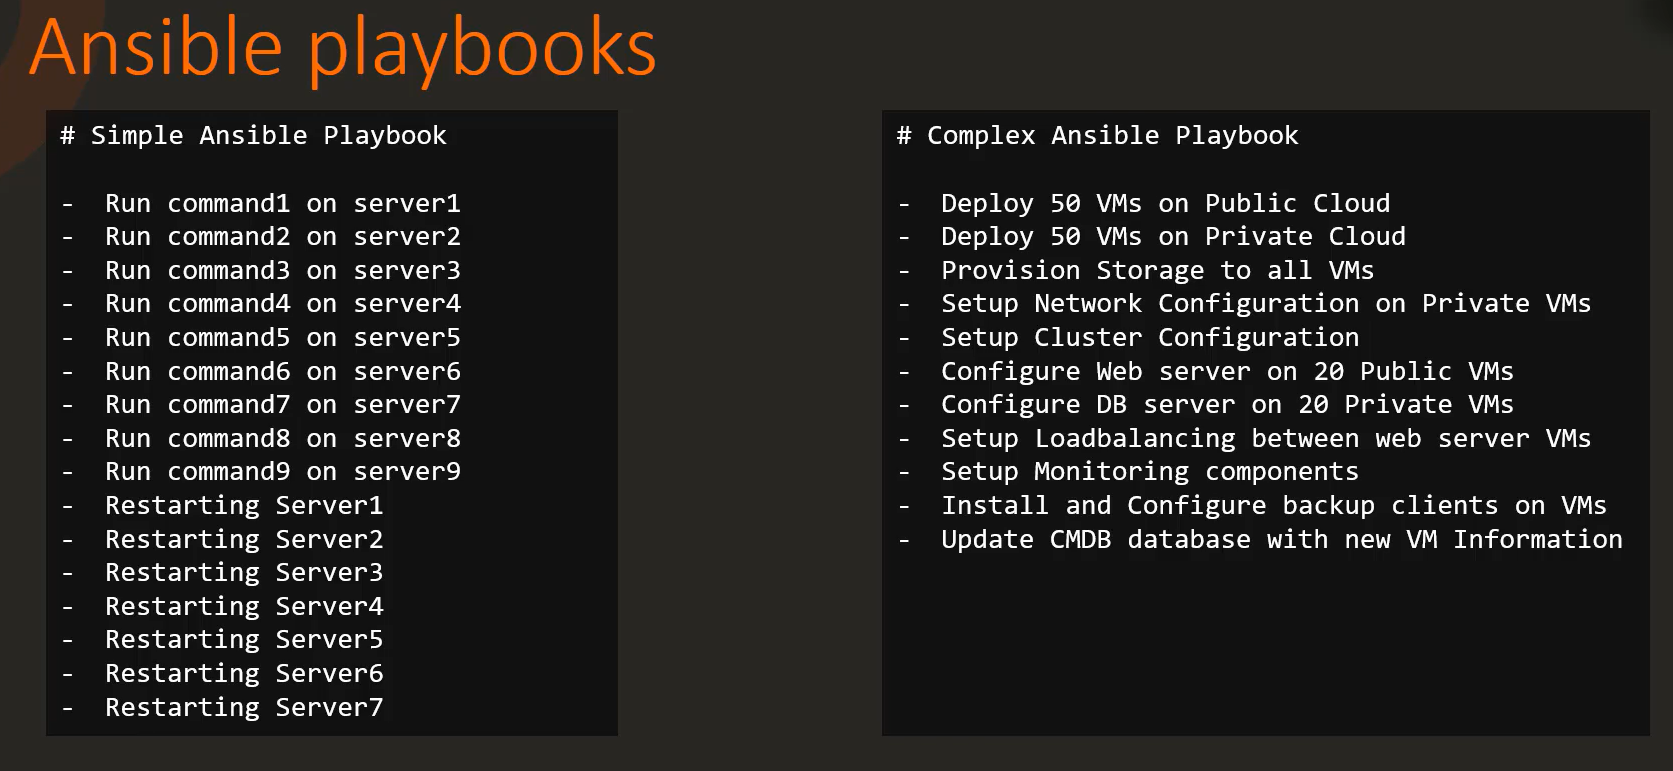 Ansible playbooks
# Simple Ansible Playbook
- Run command1 on server1
- Run command2 on server2
- Run command3 on server3
- Run command4 on server4
- Run command5 on server5
- Run command6 on server6
- Run command7 on server7
- Run command8 on server8
- Run command9 on server9
- Restarting Server1
- Restarting Server2
- Restarting Server3
- Restarting Server4
- Restarting Server5
- Restarting Server6
- Restarting Server7
# Complex Ansible Playbook
- Deploy 50 VMs on Public Cloud
- Deploy 50 VMs on Private Cloud
- Provision Storage to all VMs
- Setup Network Configuration on Private VMs
- Setup Cluster Configuration
- Configure Web server on 20 Public VMs
- Configure DB server on 20 Private VMs
- Setup Loadbalancing between web server VMs
- Setup Monitoring components
- Install and Configure backup clients on VMs
- Update CMDB database with new VM Information